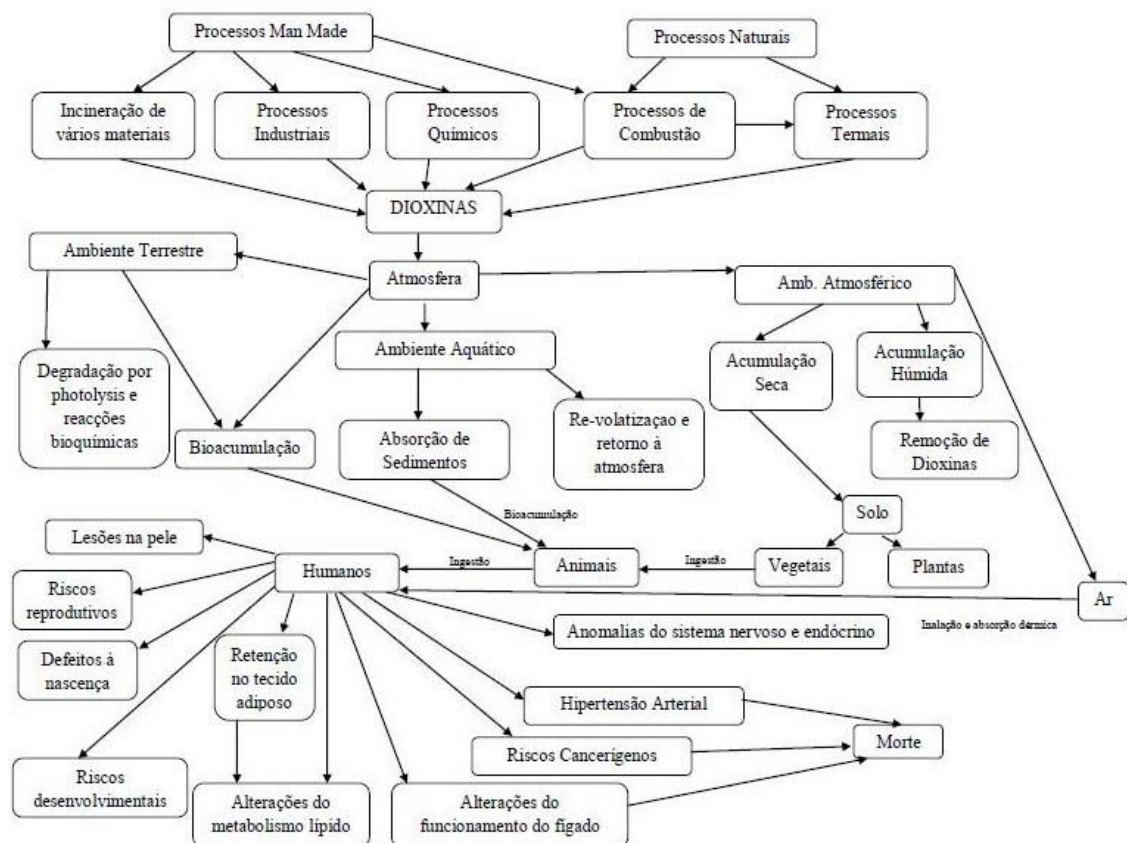 Processos Man Made
Processos Naturais
Incineração de
vários materiais
Processos
Industriais
Processos
Químicos
Processos de
Combustão
Processos
Termais
DIOXINAS
Ambiente Terrestre
Atmosfera
Amb. Atmosférico
Ambiente Aquático
Acumulação
Seca
Acumulação
Húmida
Degradação por
photolysis e
reacções
bioquímicas
Bioacumulação
Absorção de
Sedimentos
Re-volatizaçao e
retorno à
atmosfera
Remoção de
Dioxinas
Bioacumulação
Solo
Lesões na pele
Humanos
Ingestão
Animais
Ingestão
Vegetais
Plantas
Riscos
reprodutivos
Ar
Inalação e absorção dérmica
Anomalias do sistema nervoso e endócrino
Defeitos à
nascença
Retenção
no tecido
adiposo
Hipertensão Arterial
Riscos Cancerígenos
Morte
Riscos
desenvolvimentais
Alterações do
metabolismo lípido
Alterações do
funcionamento do fígado